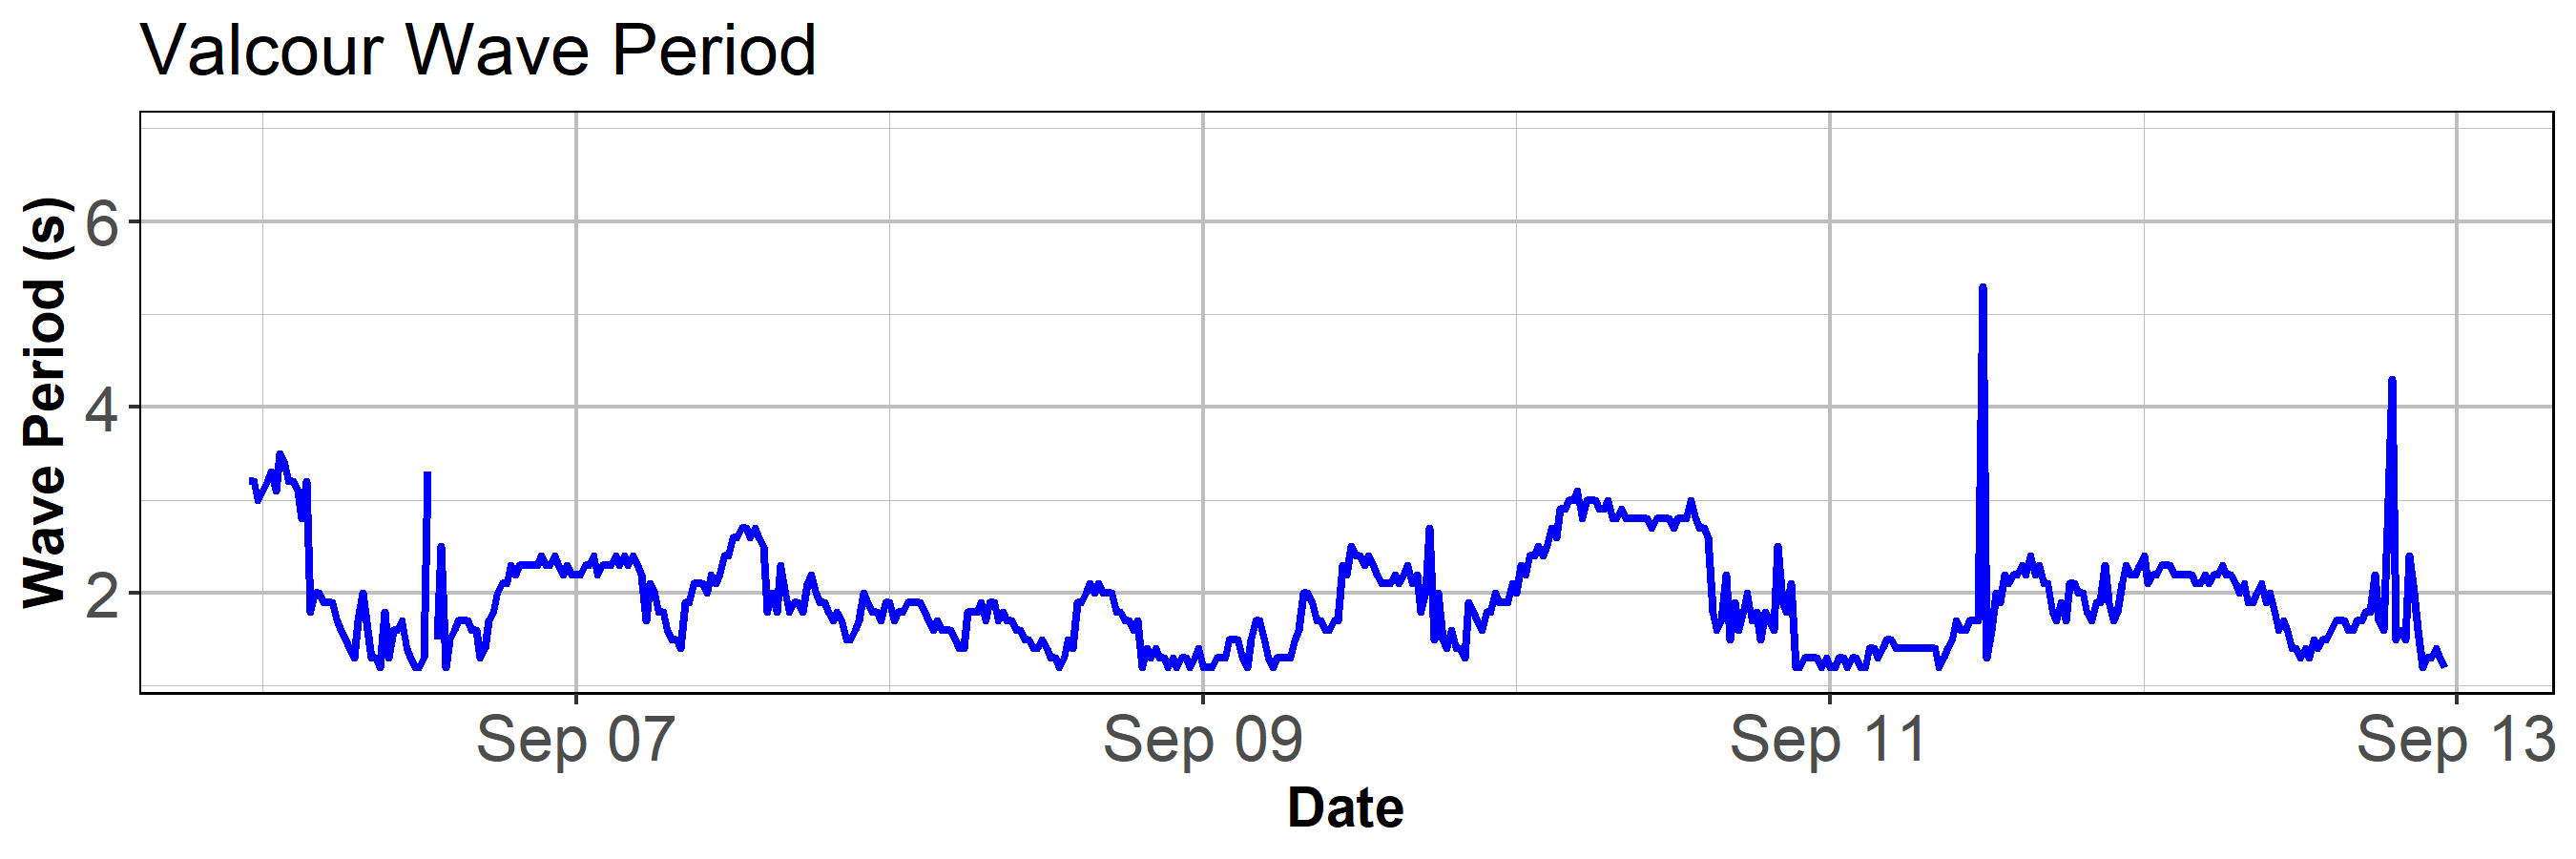 Valcour Wave Period
Wave Period (s)
6
4
2
Sep 07
Sep 09
Sep 11
Sep 13
Date